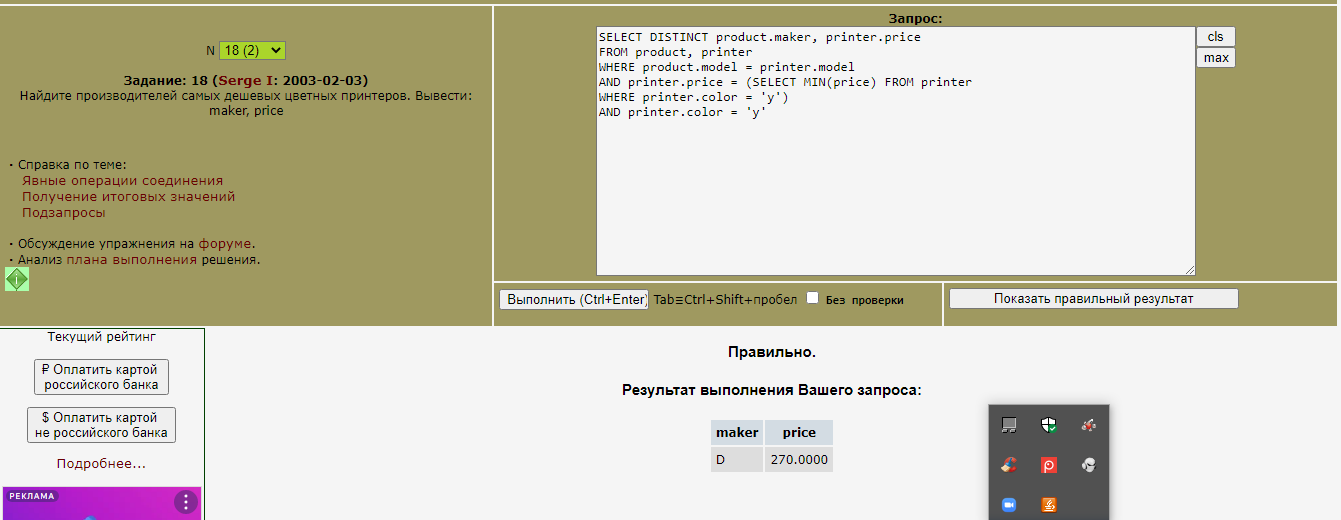 N 18 (2)
Задание: 18 (Serge I: 2003-02-03)
Найдите производителей самых дешевых цветных принтеров. Вывести:
maker, price
· Справка по теме:
Явные операции соединения
Получение итоговых значений
Подзапросы
· Обсуждение упражнения на форуме.
· Анализ плана выполнения решения.
Запрос:
SELECT DISTINCT product.maker, printer.price
FROM product, printer
WHERE product.model = printer.model
AND printer.price = (SELECT MIN(price) FROM printer
WHERE printer.color = 'y')
AND printer.color = 'y'
cls
max
Выполнить (Ctrl+Enter) Tab≡Ctrl+Shift+пробел Без проверки
Показать правильный результат
Текущий рейтинг
₽ Оплатить картой
российского банка
$ Оплатить картой
не российского банка
Подробнее...
РЕКЛАМА
Правильно.
Результат выполнения Вашего запроса:
maker price
D 270.0000